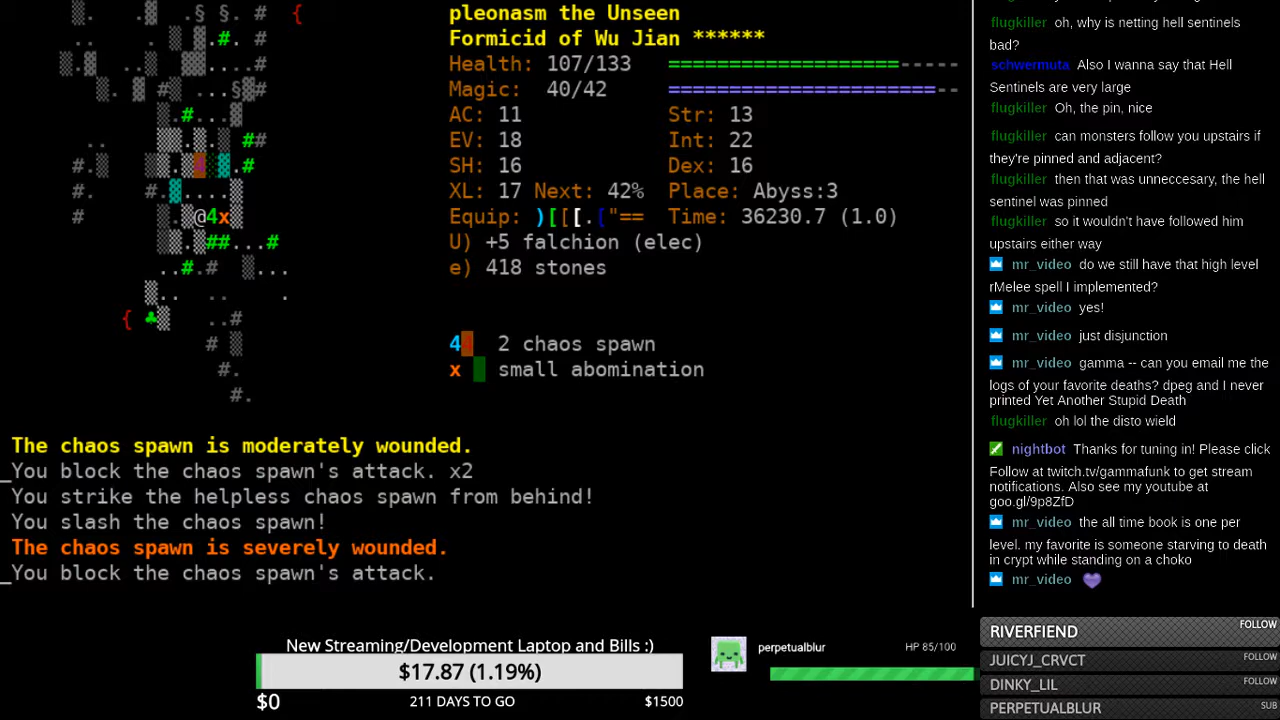 pleonasm the Unseen
Formicid of Wu Jian ******
Health: 107/133 ===================-----
Magic: 40/42 ======================--
AC: 11 Str: 13
EV: 18 Int: 22
SH: 16 Dex: 16
XL: 17 Next: 42% Place: Abyss:3
Equip: )[[[.["== Time: 36230.7 (1.0)
U) +5 falchion (elec)
e) 418 stones
4 2 chaos spawn
x small abomination
The chaos spawn is moderately wounded.
_You block the chaos spawn's attack. x2
You strike the helpless chaos spawn from behind!
You slash the chaos spawn!
The chaos spawn is severely wounded.
_You block the chaos spawn's attack.
New Streaming/Development Laptop and Bills :)
$17.87 (1.19%)
$0 211 DAYS TO GO $1500
perpetualblur HP 85/100
flugkiller oh, why is netting hell sentinels
bad?
schwermuta Also I wanna say that Hell
Sentinels are very large
flugkiller Oh, the pin, nice
flugkiller can monsters follow you upstairs if
they're pinned and adjacent?
flugkiller then that was unneccesary, the hell
sentinel was pinned
flugkiller so it wouldn't have followed him
upstairs either way
mr_video do we still have that high level
rMelee spell I implemented?
mr_video yes!
mr_video just disjunction
mr_video gamma -- can you email me the
logs of your favorite deaths? dpeg and I never
printed Yet Another Stupid Death
flugkiller oh lol the disto wield
nightbot Thanks for tuning in! Please click
Follow at twitch.tv/gammafunk to get stream
notifications. Also see my youtube at
goo.gl/9p8ZfD
mr_video the all time book is one per
level. my favorite is someone starving to death
in crypt while standing on a choko
mr_video 💜
RIVERFIEND FOLLOW
JUICYJ_CRVCT FOLLOW
DINKY_LIL FOLLOW
PERPETUALBLUR SUB